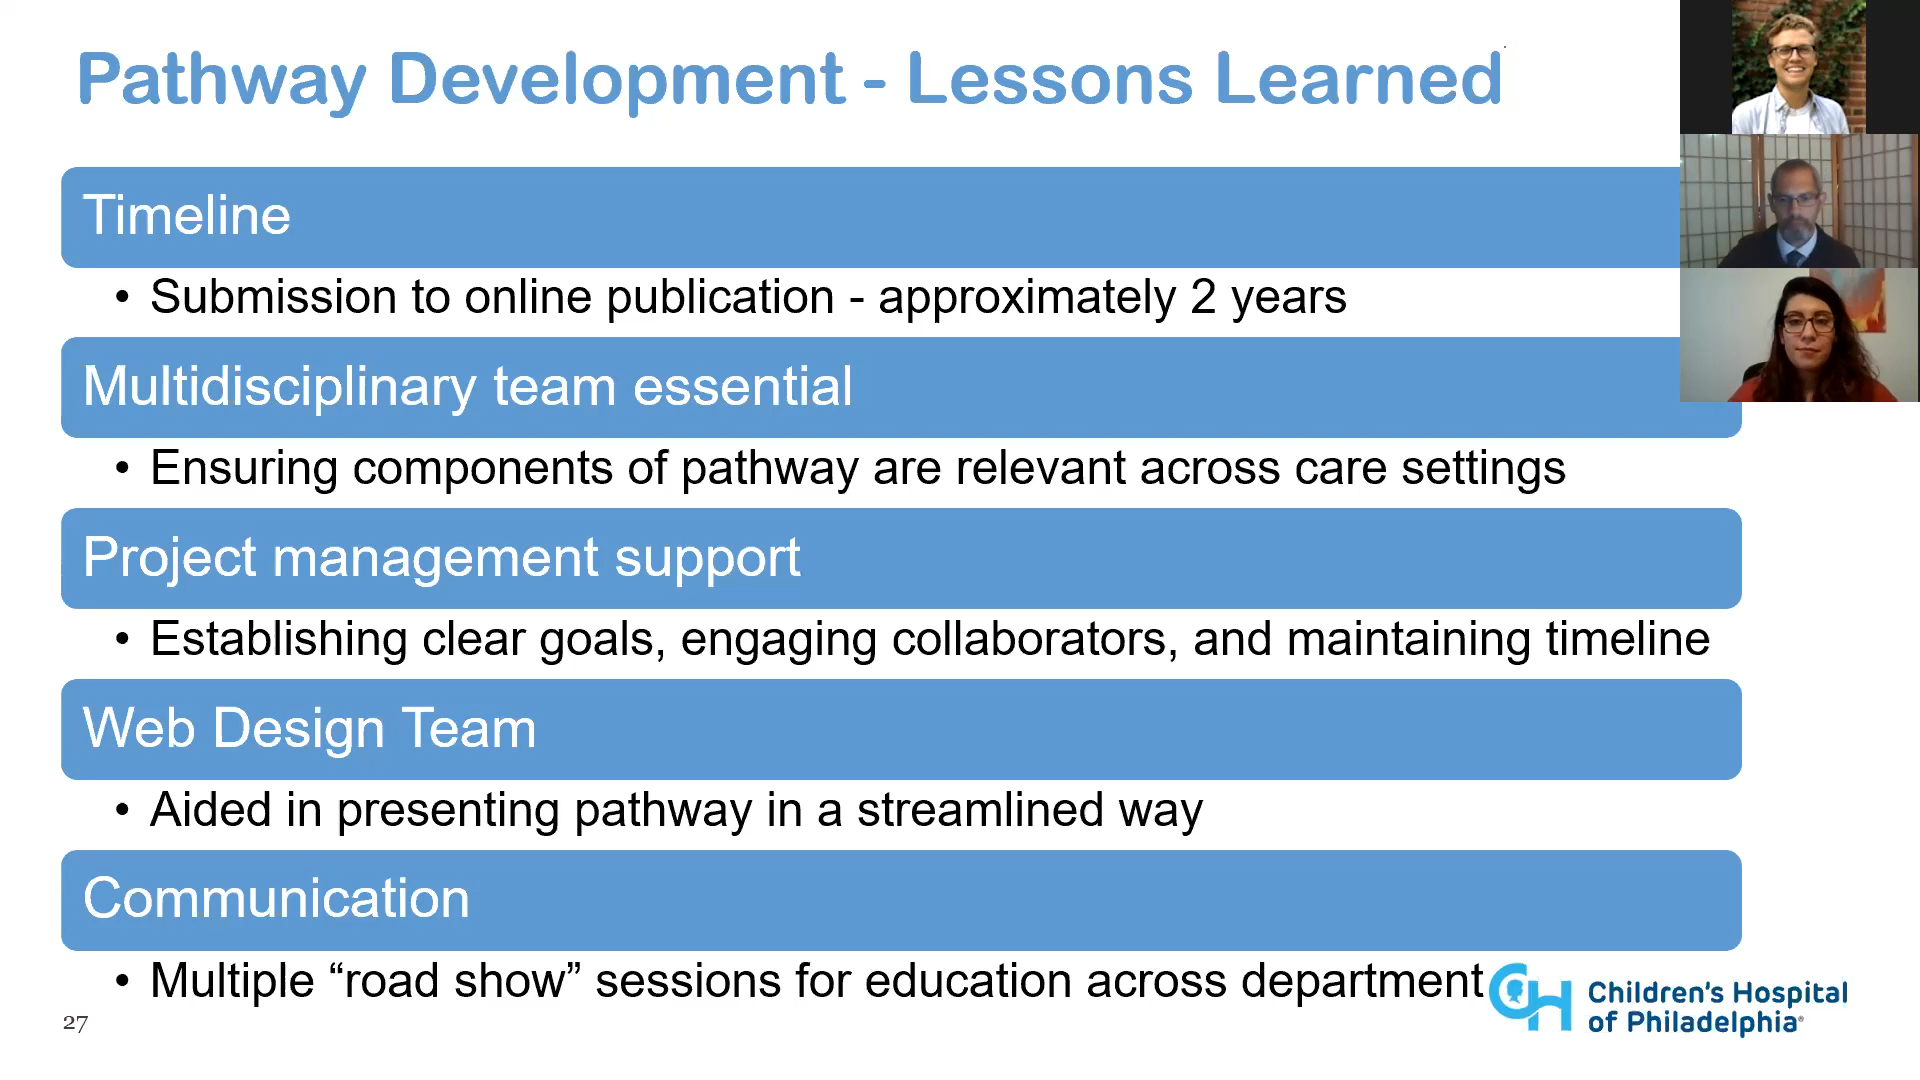 Pathway Development - Lessons Learned
Timeline
• Submission to online publication - approximately 2 years
Multidisciplinary team essential
• Ensuring components of pathway are relevant across care settings
Project management support
• Establishing clear goals, engaging collaborators, and maintaining timeline
Web Design Team
• Aided in presenting pathway in a streamlined way
Communication
• Multiple “road show” sessions for education across department
27
CH Children's Hospital
of Philadelphia®